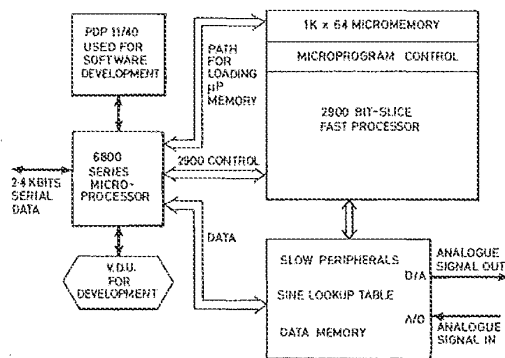 PDP 11/40
USED FOR
SOFTWARE
DEVELOPMENT
PATH
FOR
LOADING
μP
MEMORY
1K x 64 MICROMEMORY
MICROPROGRAM CONTROL
2900 BIT-SLICE
FAST PROCESSOR
6800
SERIES
MICRO-
PROCESSOR
2900 CONTROL
2·4 KBITS
SERIAL
DATA
DATA
V.D.U.
FOR
DEVELOPMENT
SLOW PERIPHERALS
D/A
SINE LOOKUP TABLE
A/D
DATA MEMORY
ANALOGUE
SIGNAL OUT
ANALOGUE
SIGNAL IN